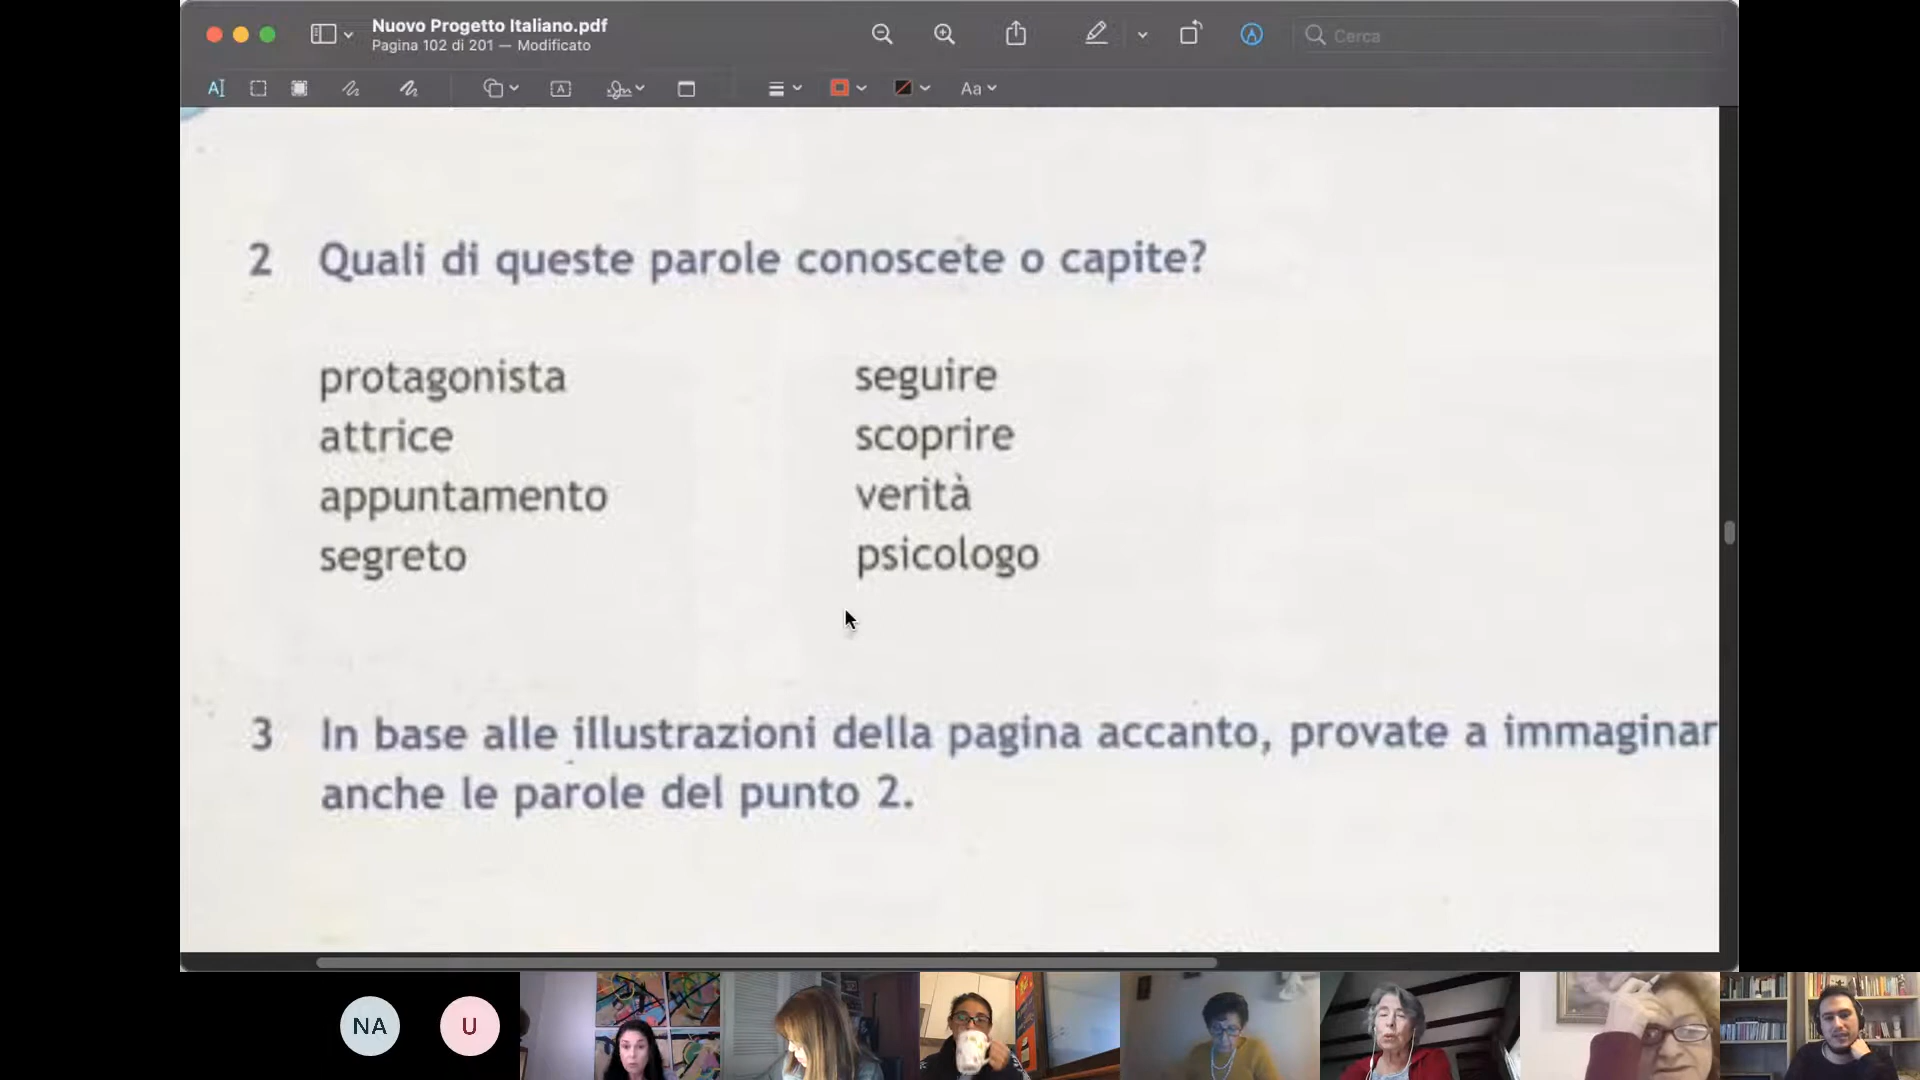 Nuovo Progetto Italiano.pdf
Pagina 102 di 201 — Modificato
Cerca
Aa
2 Quali di queste parole conoscete o capite?
protagonista
attrice
appuntamento
segreto
seguire
scoprire
verità
psicologo
3 In base alle illustrazioni della pagina accanto, provate a immaginar
anche le parole del punto 2.
NA
U